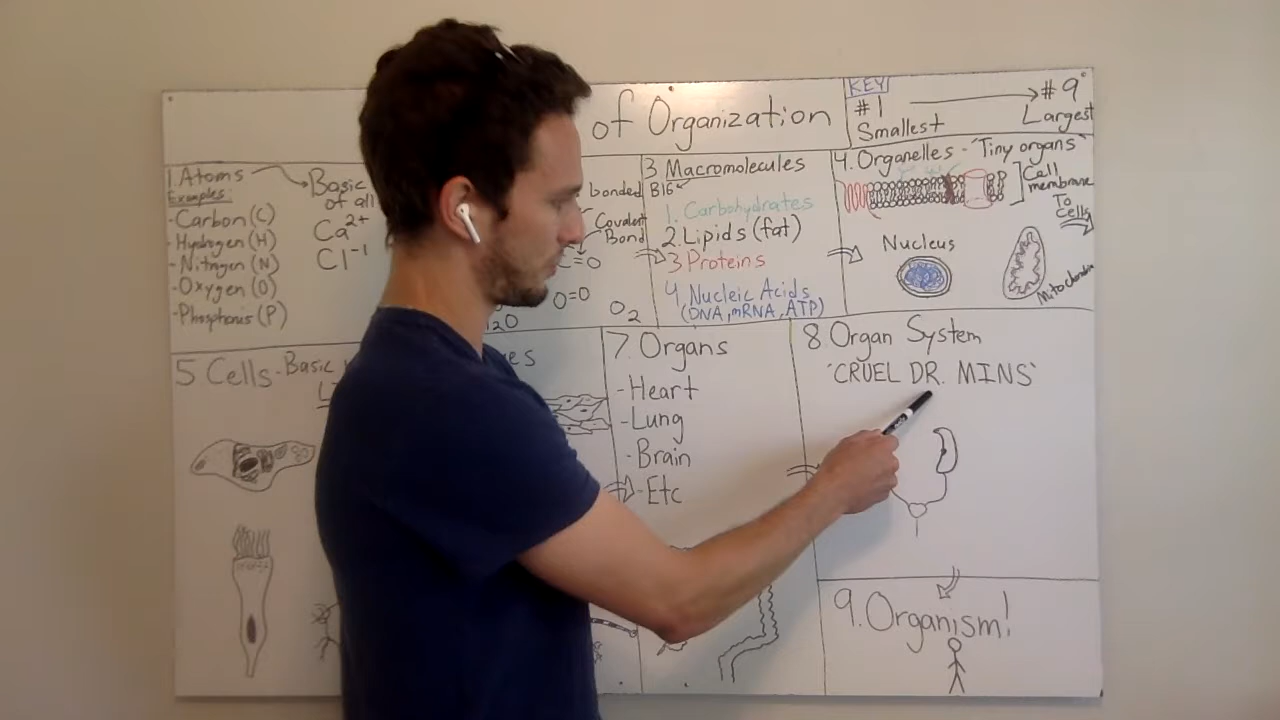 of Organization
KEY
#1 #9
Smallest Largest
1. Atoms
Examples:
-Carbon (C)
-Hydrogen (H)
-Nitrogen (N)
-Oxygen (O)
-Phosphorus (P)
Basic
of all
Ca²⁺
Cl⁻¹
bonded
Covalent
Bond
=O
O=O
O₂
3 Macromolecules
BIG
1. Carbohydrates
2. Lipids (fat)
3 Proteins
4. Nucleic Acids
(DNA, mRNA, ATP)
4. Organelles - "Tiny organs"
Cell
membrane
To
Cells
Nucleus
Mitochondria
5 Cells - Basic
7. Organs
-Heart
-Lung
-Brain
-Etc
8 Organ System
"CRUEL DR. MINS"
9. Organism!